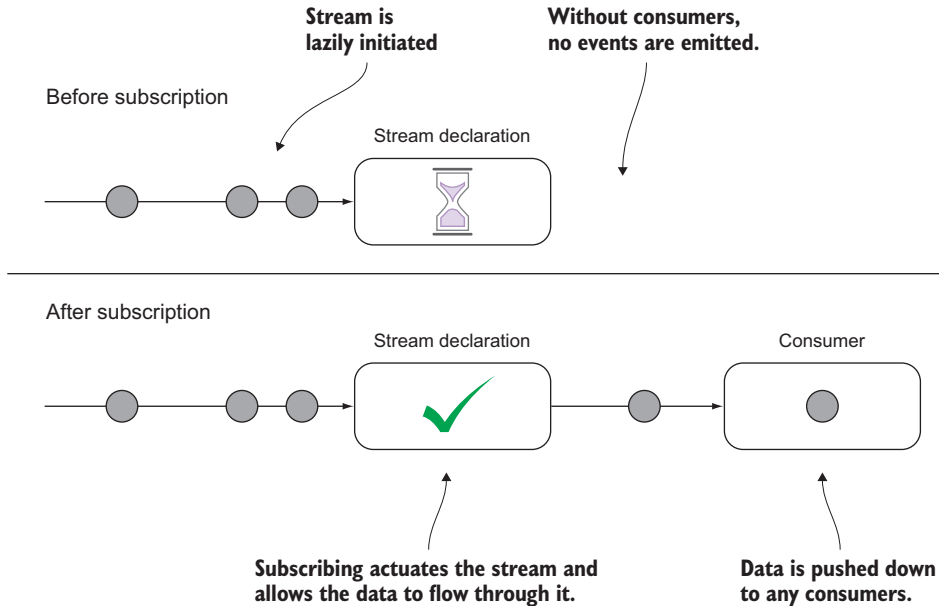 Stream is
lazily initiated
Without consumers,
no events are emitted.
Before subscription
Stream declaration
After subscription
Stream declaration
Consumer
Subscribing actuates the stream and
allows the data to flow through it.
Data is pushed down
to any consumers.